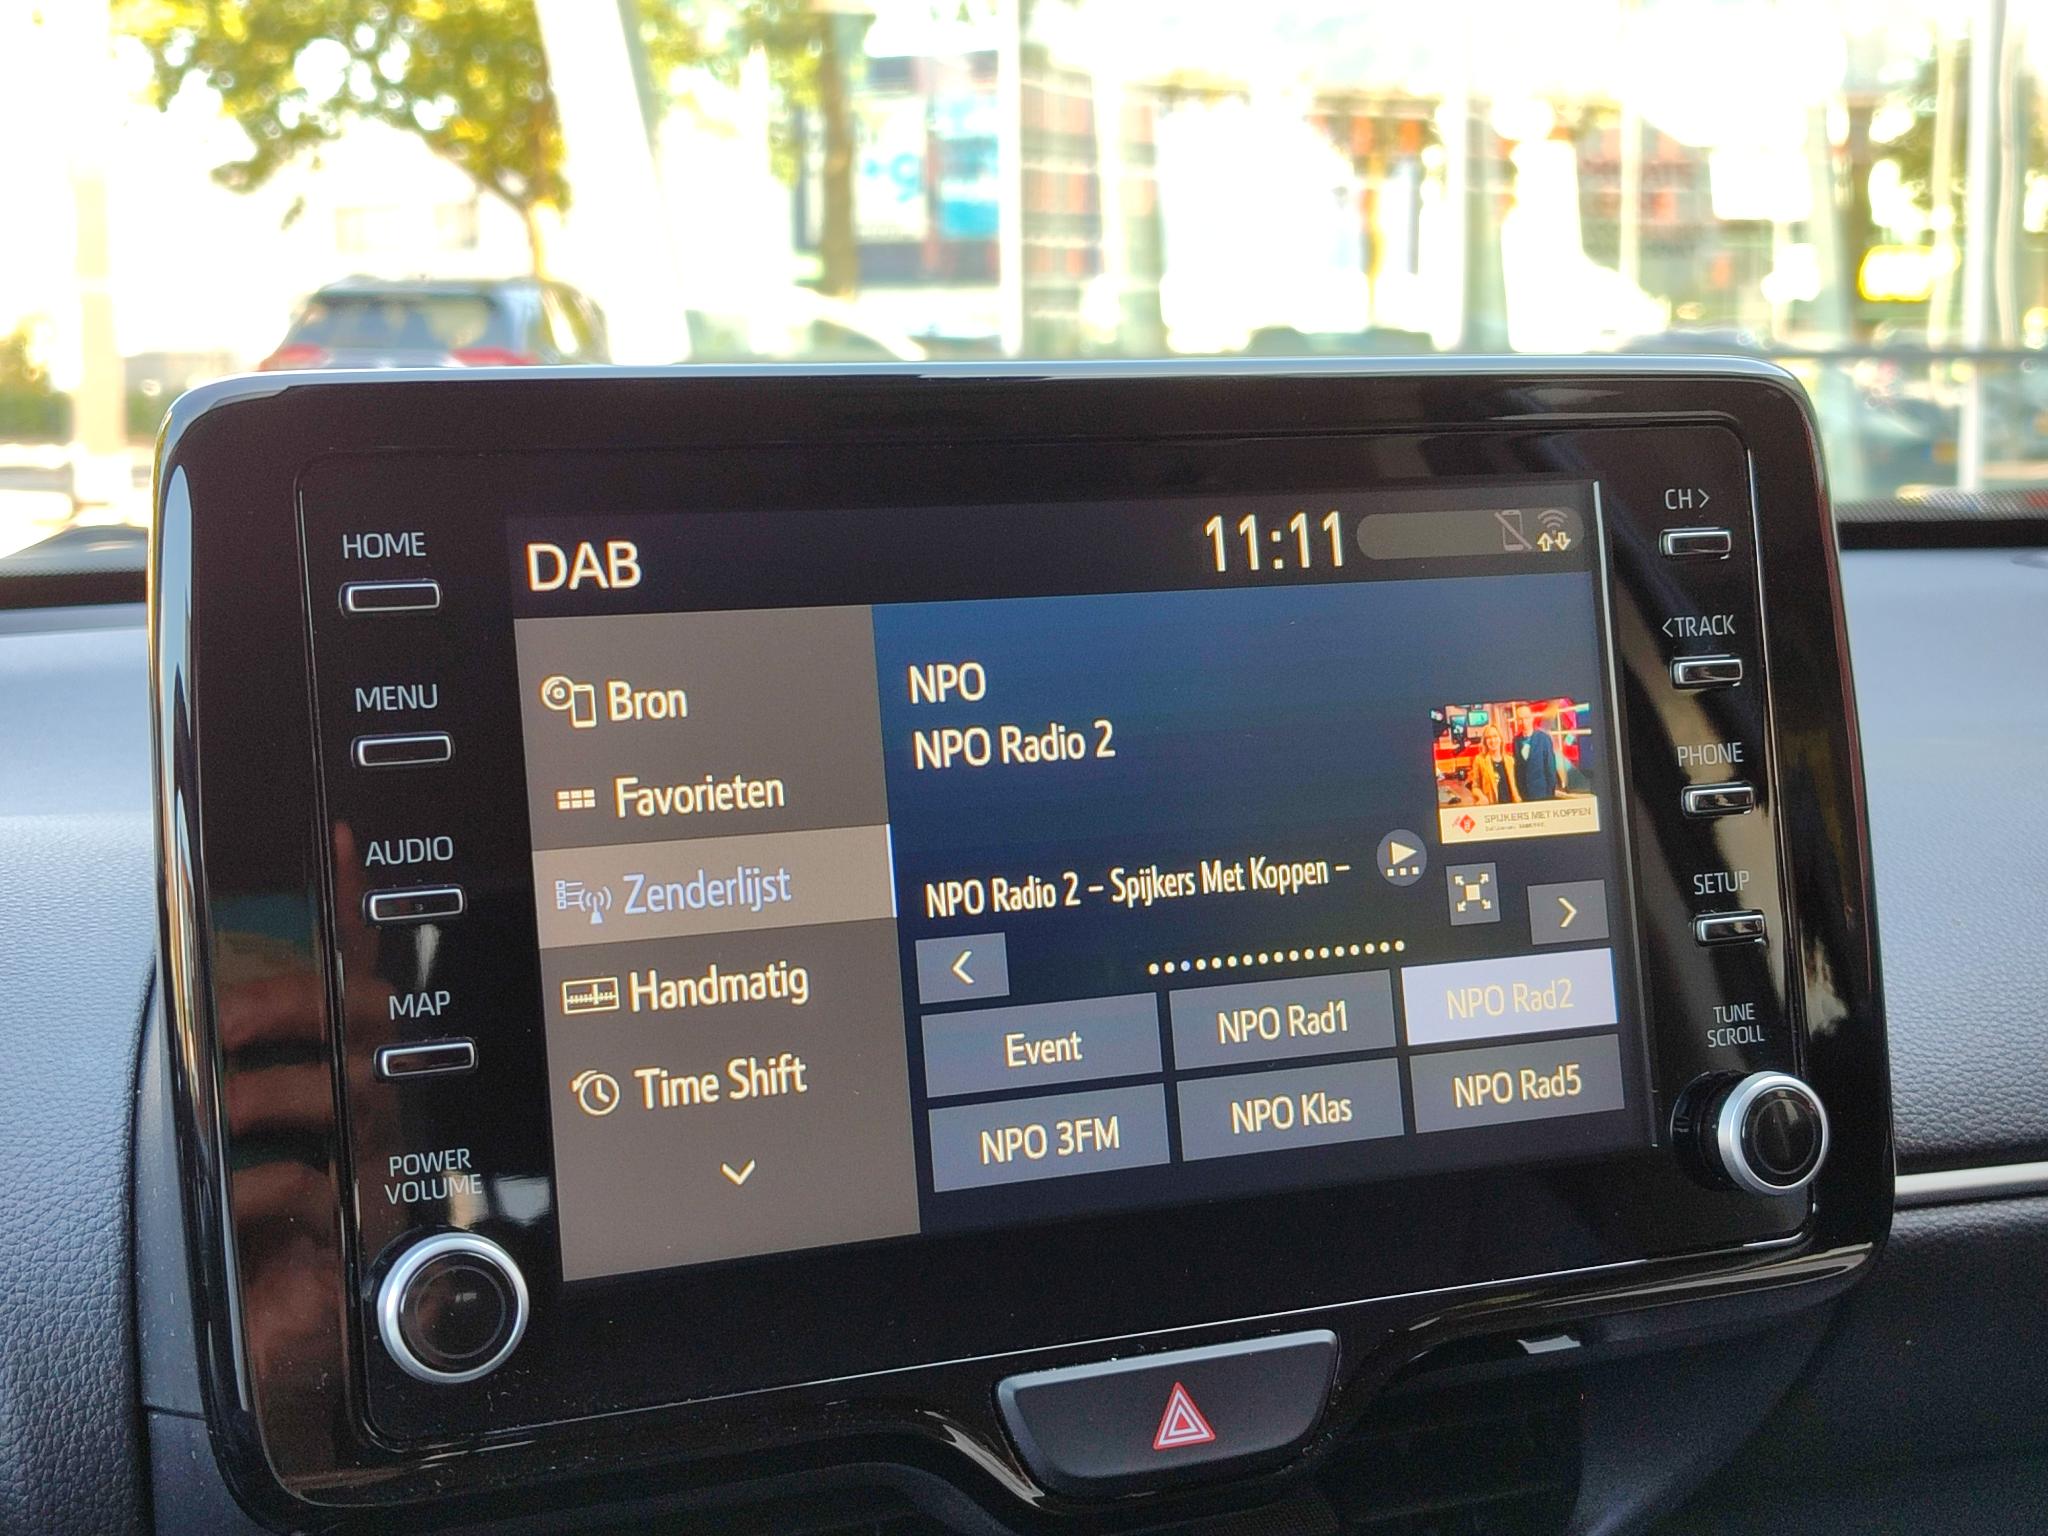 HOME
MENU
AUDIO
MAP
POWER
VOLUME
DAB
11:11
Bron
Favorieten
Zenderlijst
Handmatig
Time Shift
NPO
NPO Radio 2
SPIJKERS MET KOPPEN
NPO Radio 2 – Spijkers Met Koppen –
Event
NPO Rad1
NPO Rad2
NPO 3FM
NPO Klas
NPO Rad5
CH >
<TRACK
PHONE
SETUP
TUNE
SCROLL